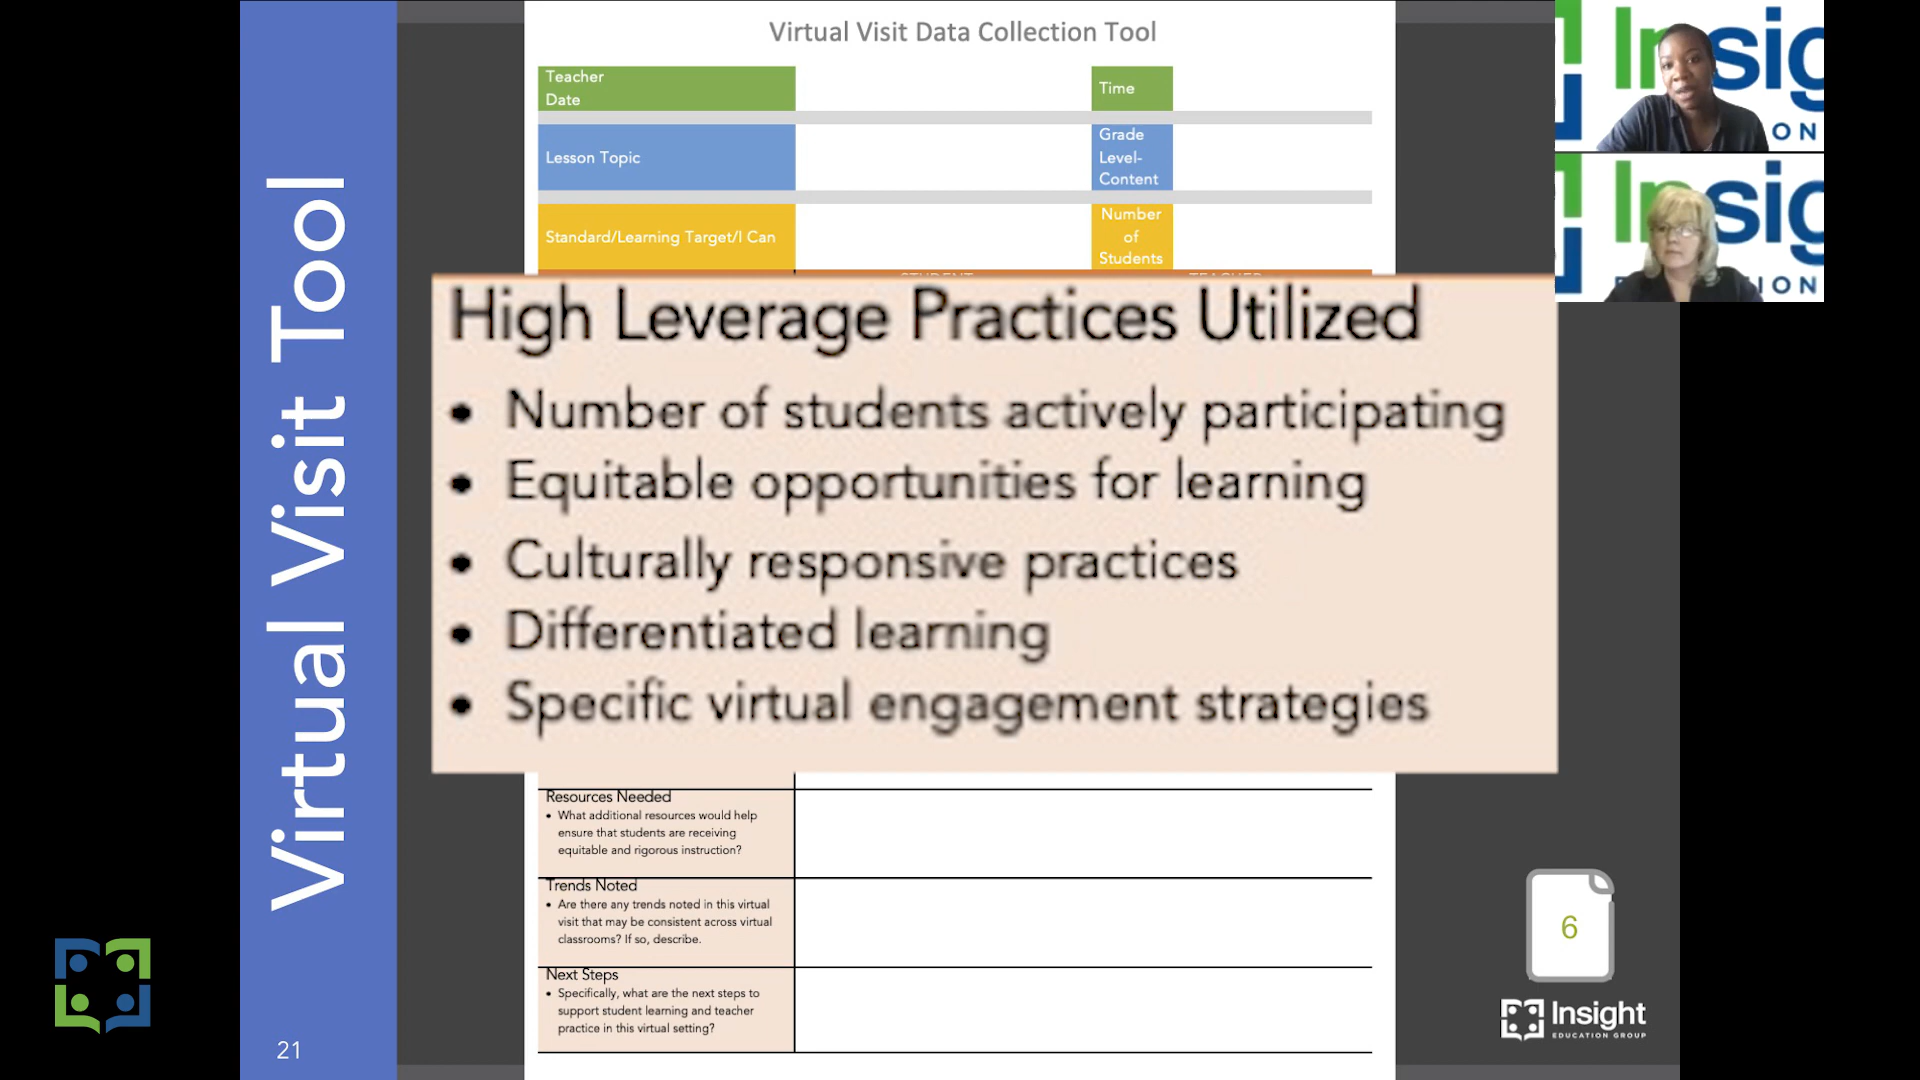 Virtual Visit Tool
21
Virtual Visit Data Collection Tool
Teacher
Date
Time
Lesson Topic
Grade
Level-
Content
Standard/Learning Target/I Can
Number
of
Students
STUDENT
TEACHER
High Leverage Practices Utilized
• Number of students actively participating
• Equitable opportunities for learning
• Culturally responsive practices
• Differentiated learning
• Specific virtual engagement strategies
Resources Needed
• What additional resources would help
ensure that students are receiving
equitable and rigorous instruction?
Trends Noted
• Are there any trends noted in this virtual
visit that may be consistent across virtual
classrooms? If so, describe.
Next Steps
• Specifically, what are the next steps to
support student learning and teacher
practice in this virtual setting?
6
Insight
EDUCATION GROUP
Insig
ON
Insig
ION